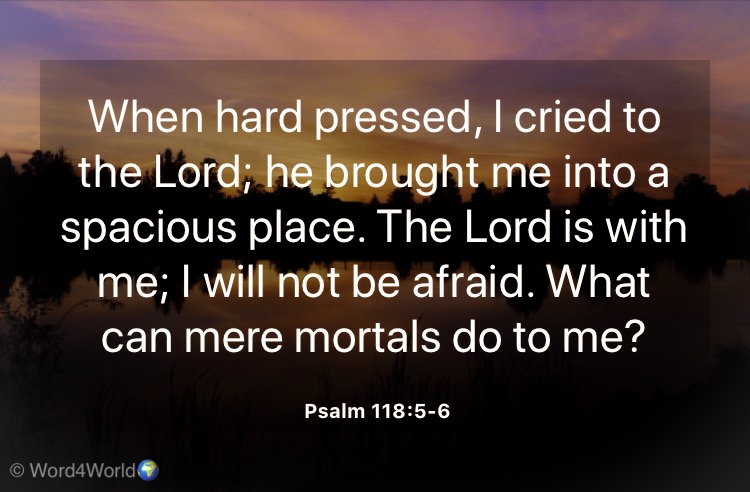 When hard pressed, I cried to
the Lord; he brought me into a
spacious place. The Lord is with
me; I will not be afraid. What
can mere mortals do to me?
Psalm 118:5-6
© Word4World🌍